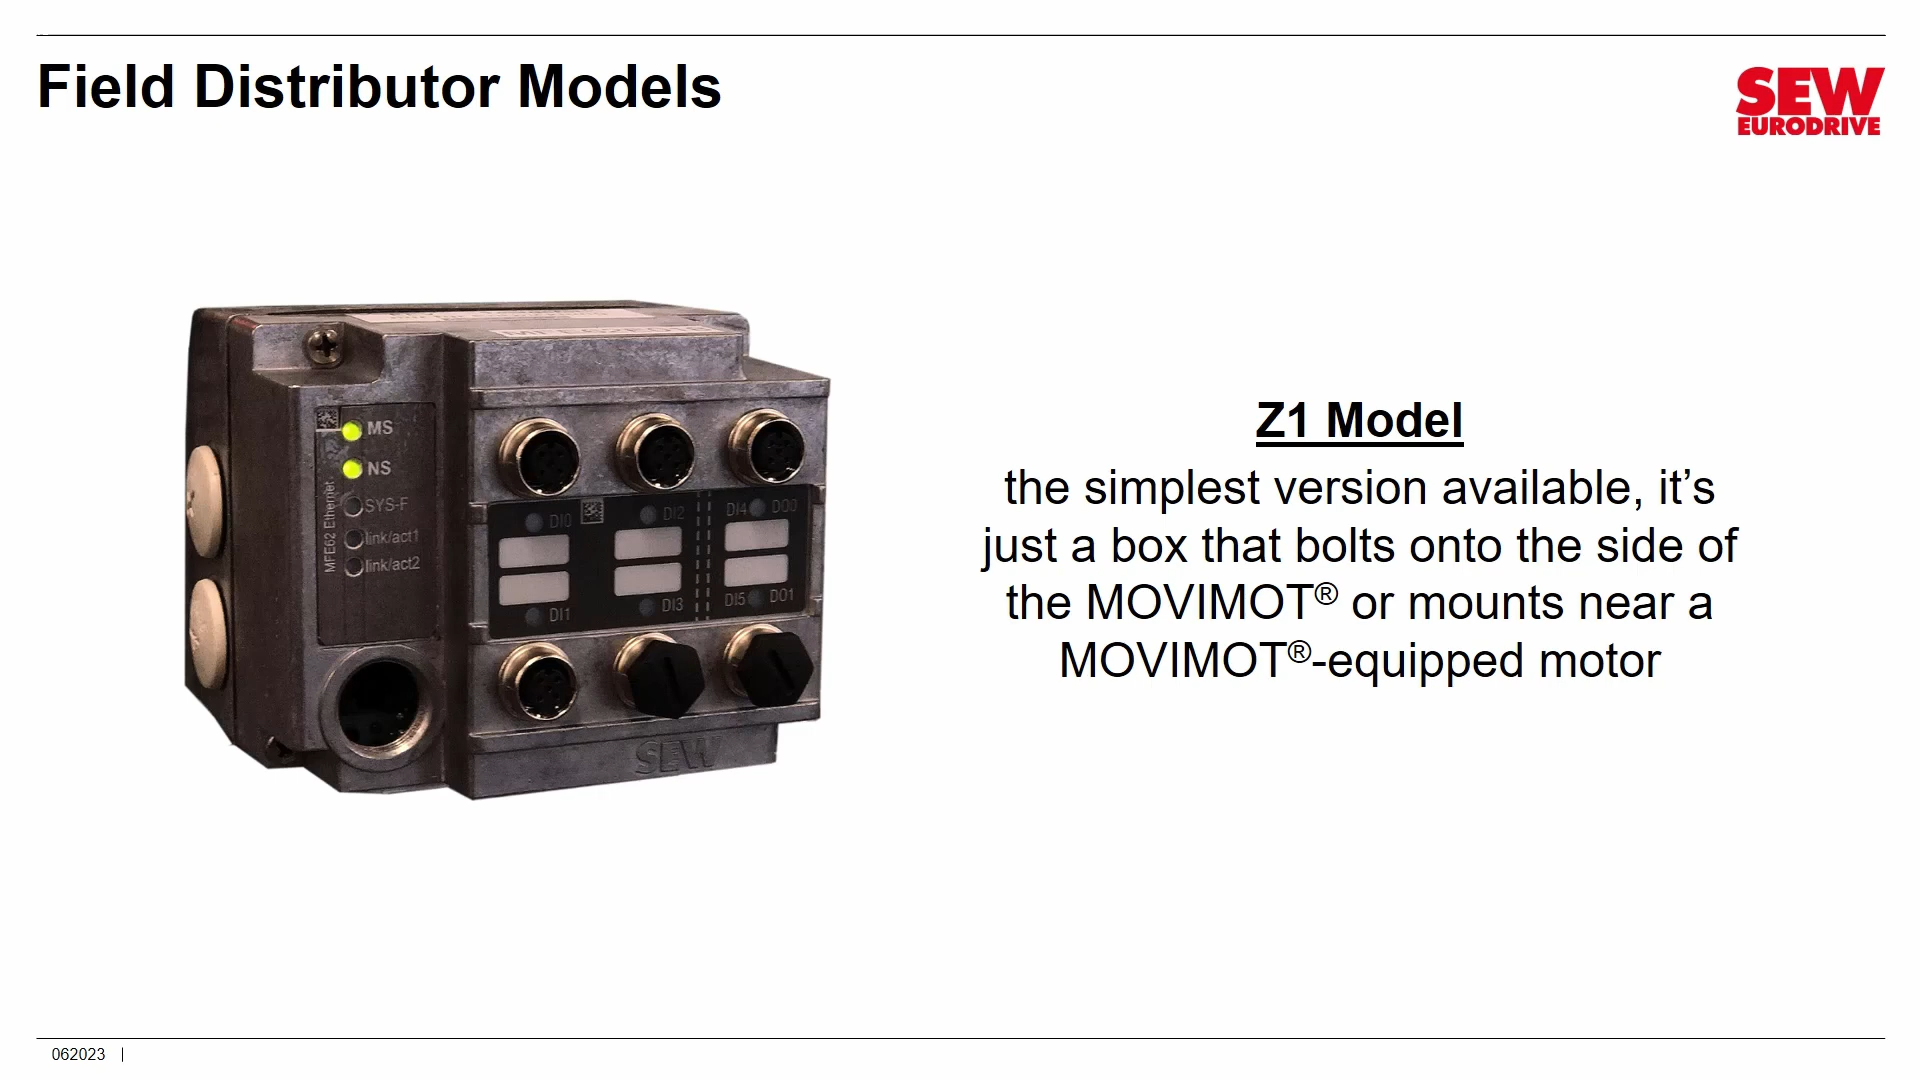 Field Distributor Models
SEW
EURODRIVE
MS
NS
SYS-F
link/act1
link/act2
MFE62 Ethernet
DI0
DI2
DI4
DO0
DI1
DI3
DI5
DO1
SEW
Z1 Model
the simplest version available, it’s
just a box that bolts onto the side of
the MOVIMOT® or mounts near a
MOVIMOT®-equipped motor
062023 |